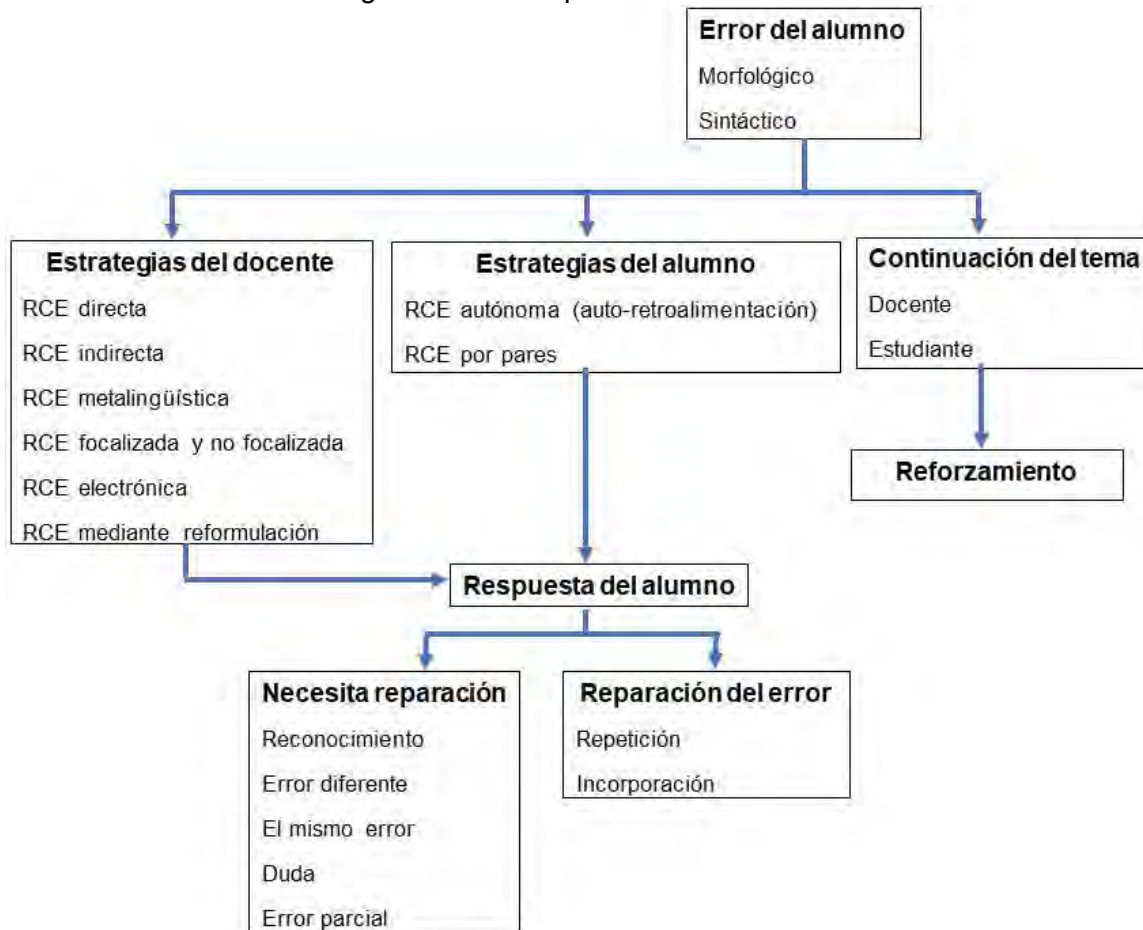 Error del alumno
Morfológico
Sintáctico
Estrategias del docente
RCE directa
RCE indirecta
RCE metalingüística
RCE focalizada y no focalizada
RCE electrónica
RCE mediante reformulación
Estrategias del alumno
RCE autónoma (auto-retroalimentación)
RCE por pares
Continuación del tema
Docente
Estudiante
Reforzamiento
Respuesta del alumno
Necesita reparación
Reconocimiento
Error diferente
El mismo error
Duda
Error parcial
Reparación del error
Repetición
Incorporación